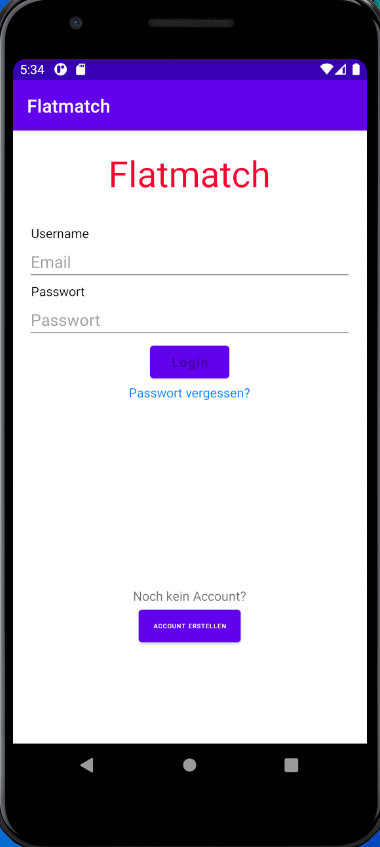 5:34
Flatmatch
Flatmatch
Username
Email
Passwort
Passwort
Login
Passwort vergessen?
Noch kein Account?
ACCOUNT ERSTELLEN